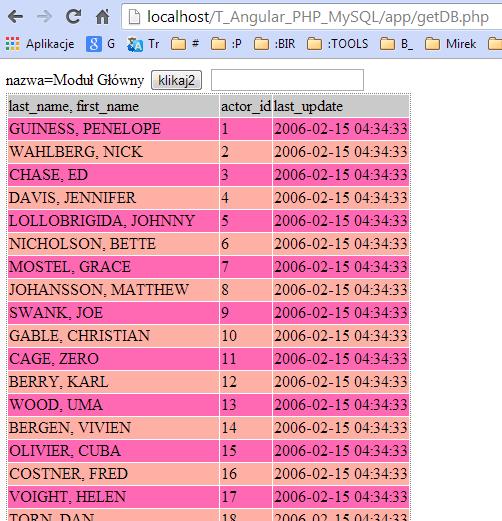 localhost/T_Angular_PHP_MySQL/app/getDB.php
Aplikacje Bluesoft G Tr # :P :BIR :TOOLS B_ Mirek
nazwa=Moduł Główny klikaj2
last_name, first_name actor_id last_update
GUINESS, PENELOPE 1 2006-02-15 04:34:33
WAHLBERG, NICK 2 2006-02-15 04:34:33
CHASE, ED 3 2006-02-15 04:34:33
DAVIS, JENNIFER 4 2006-02-15 04:34:33
LOLLOBRIGIDA, JOHNNY 5 2006-02-15 04:34:33
NICHOLSON, BETTE 6 2006-02-15 04:34:33
MOSTEL, GRACE 7 2006-02-15 04:34:33
JOHANSSON, MATTHEW 8 2006-02-15 04:34:33
SWANK, JOE 9 2006-02-15 04:34:33
GABLE, CHRISTIAN 10 2006-02-15 04:34:33
CAGE, ZERO 11 2006-02-15 04:34:33
BERRY, KARL 12 2006-02-15 04:34:33
WOOD, UMA 13 2006-02-15 04:34:33
BERGEN, VIVIEN 14 2006-02-15 04:34:33
OLIVIER, CUBA 15 2006-02-15 04:34:33
COSTNER, FRED 16 2006-02-15 04:34:33
VOIGHT, HELEN 17 2006-02-15 04:34:33
TORN, DAN 18 2006-02-15 04:34:33